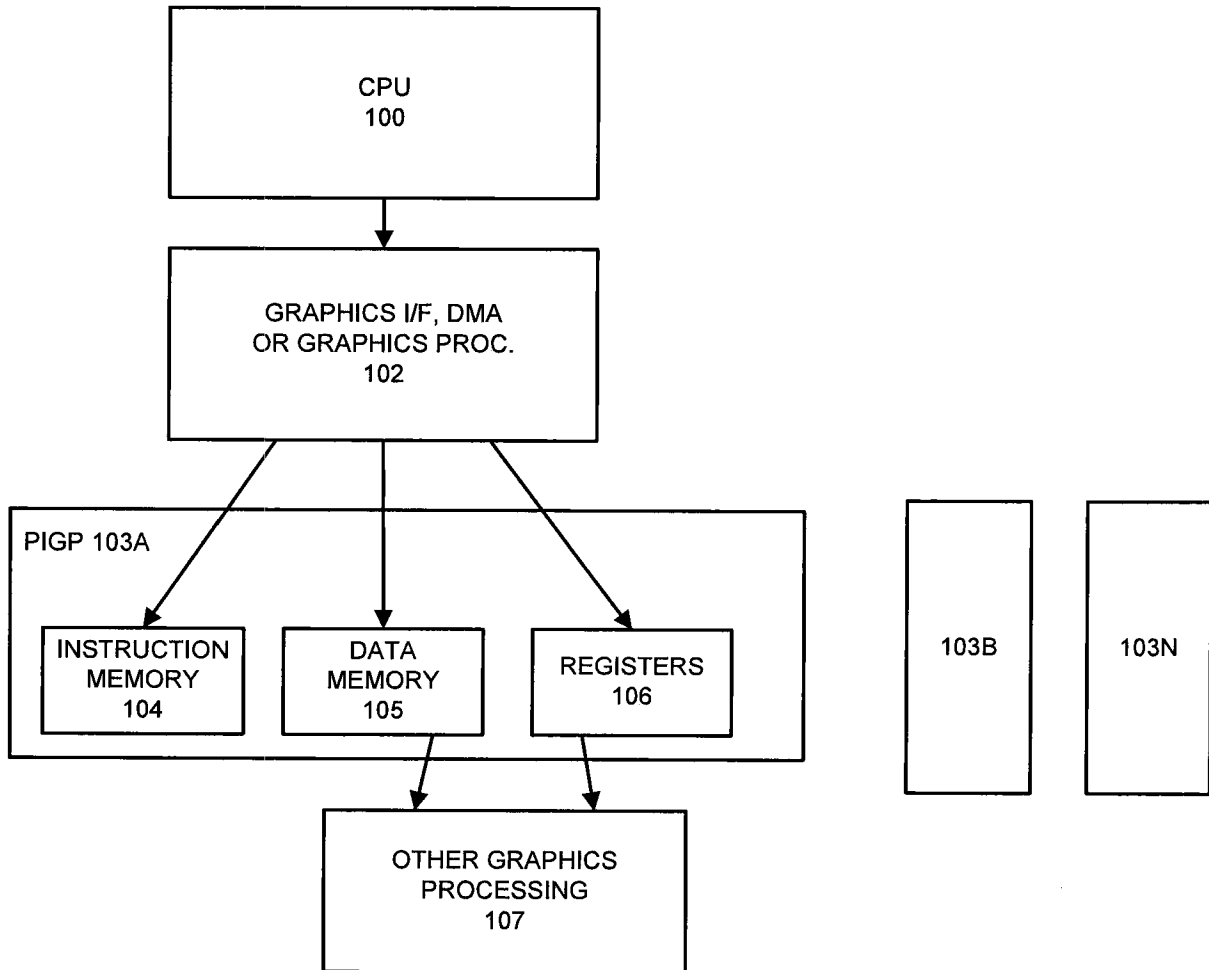 CPU
100
GRAPHICS I/F, DMA
OR GRAPHICS PROC.
102
PIGP 103A
INSTRUCTION
MEMORY
104
DATA
MEMORY
105
REGISTERS
106
103B
103N
OTHER GRAPHICS
PROCESSING
107